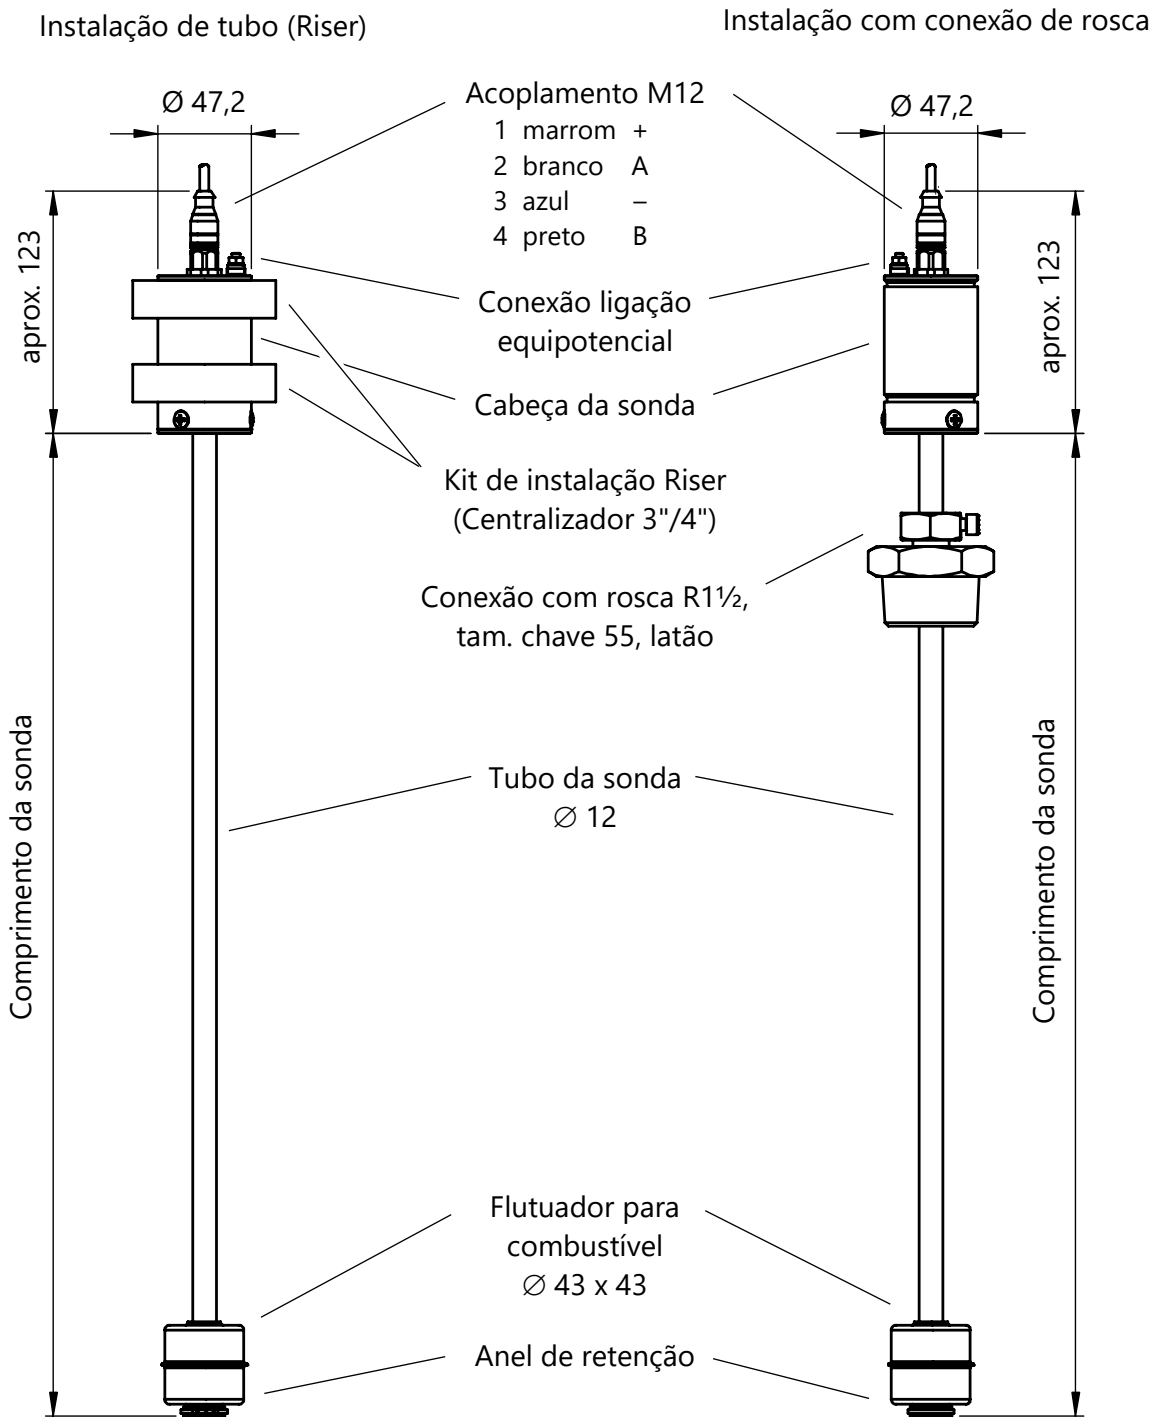 Instalação de tubo (Riser)
Instalação com conexão de rosca
Ø 47,2
Acoplamento M12
1 marrom +
2 branco A
3 azul –
4 preto B
Ø 47,2
aprox. 123
aprox. 123
Conexão ligação
equipotencial
Cabeça da sonda
Kit de instalação Riser
(Centralizador 3"/4")
Conexão com rosca R1½,
tam. chave 55, latão
Comprimento da sonda
Comprimento da sonda
Tubo da sonda
∅ 12
Flutuador para
combustível
∅ 43 x 43
Anel de retenção